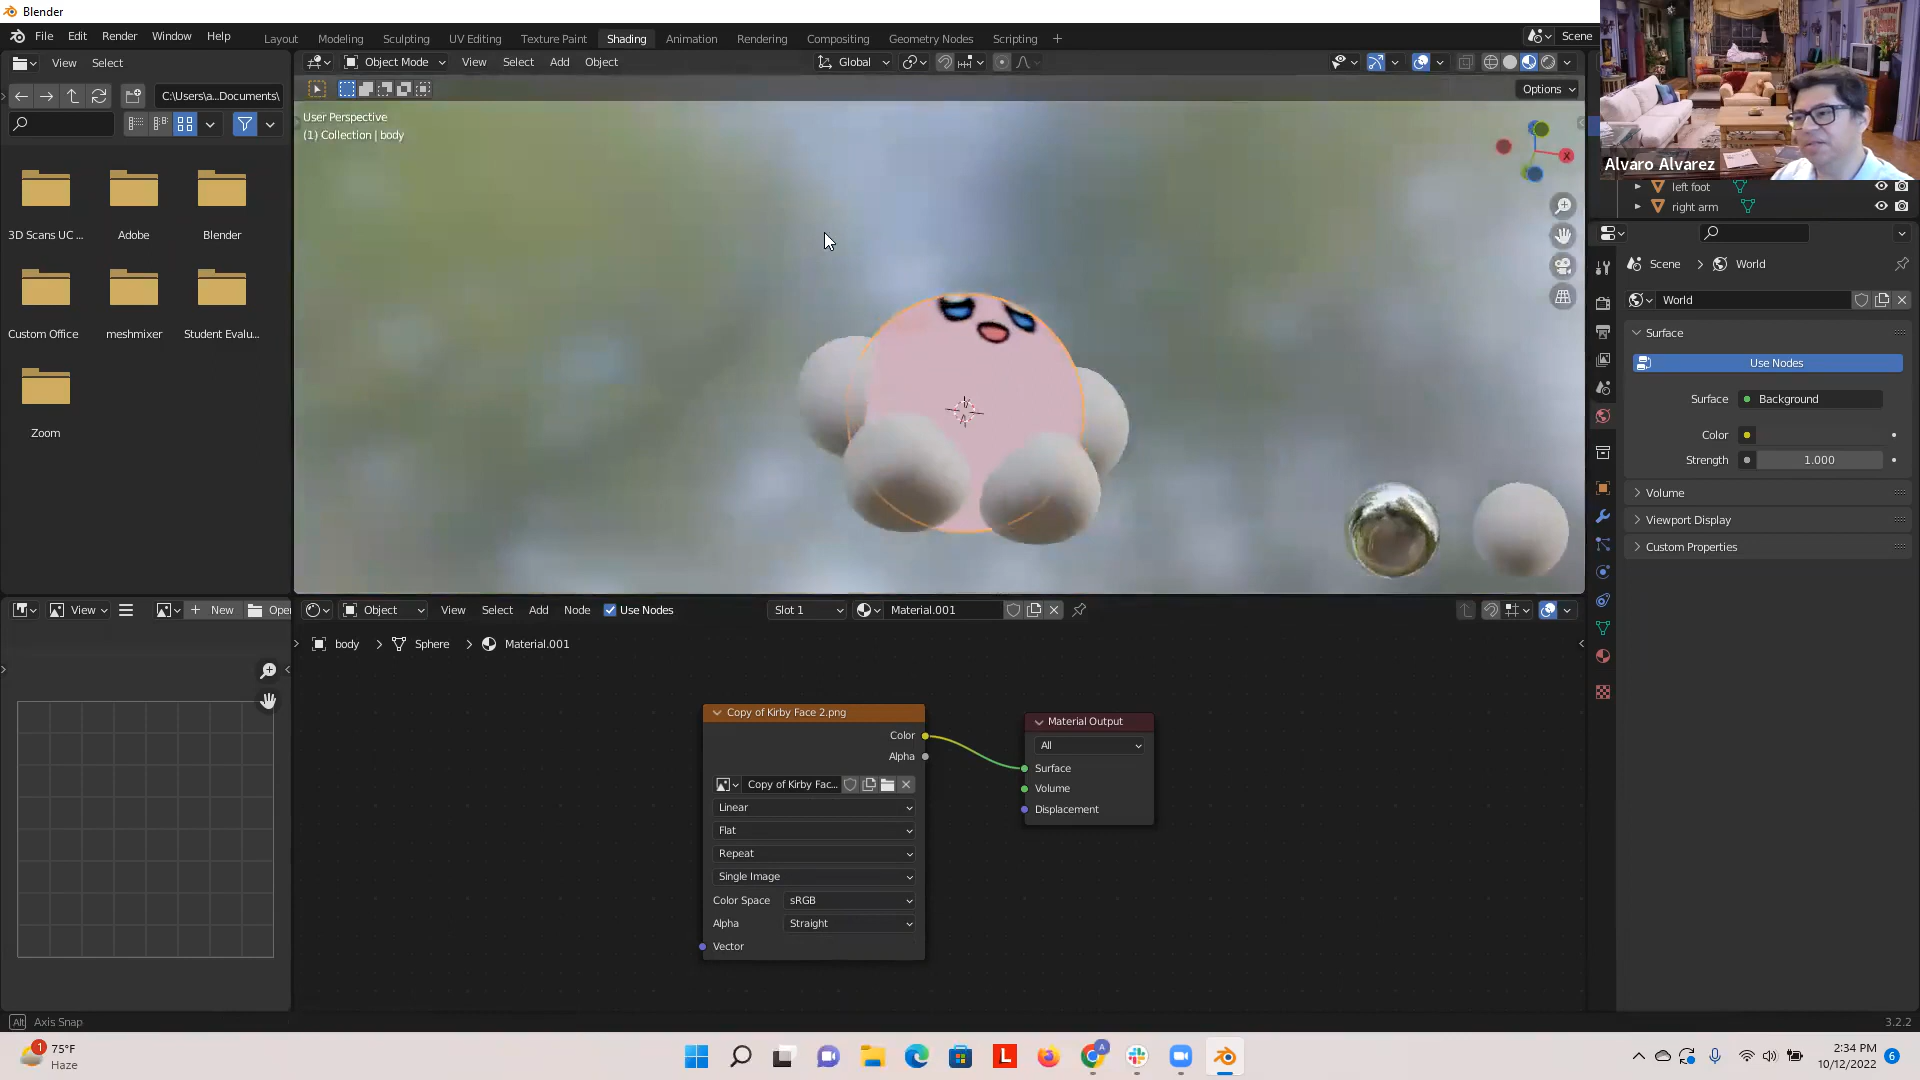 Blender
File Edit Render Window Help
Layout Modeling Sculpting UV Editing Texture Paint Shading Animation Rendering Compositing Geometry Nodes Scripting +
Scene
View Select
Object Mode View Select Add Object Global
C:\Users\a...Documents\
Options
User Perspective
(1) Collection | body
X
Alvaro Alvarez
left foot
right arm
3D Scans UC ... Adobe Blender
Custom Office meshmixer Student Evalu...
Zoom
Scene > World
World
Surface
Use Nodes
Surface Background
Color
Strength 1.000
Volume
Viewport Display
Custom Properties
View New Open
Object View Select Add Node Use Nodes Slot 1 Material.001
body > Sphere > Material.001
Copy of Kirby Face 2.png
Color
Alpha
Copy of Kirby Fac...
Linear
Flat
Repeat
Single Image
Color Space sRGB
Alpha Straight
Vector
Material Output
All
Surface
Volume
Displacement
Alt Axis Snap
3.2.2
1
75°F
Haze
L
A
2:34 PM
10/12/2022
6